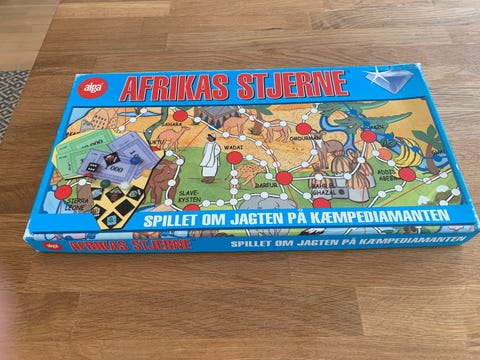 alga
AFRIKAS STJERNE
SAHARA
OMDURMAN
WADAI
SLAVE-
KYSTEN
DARFUR
BAHR EL
GHAZAL
ADDIS
ABEBA
SIERRA
LEONE
SPILLET OM JAGTEN PÅ KÆMPEDIAMANTEN
alga
AFRIKAS STJERNE
SPILLET OM JAGTEN PÅ KÆMPEDIAMANTEN